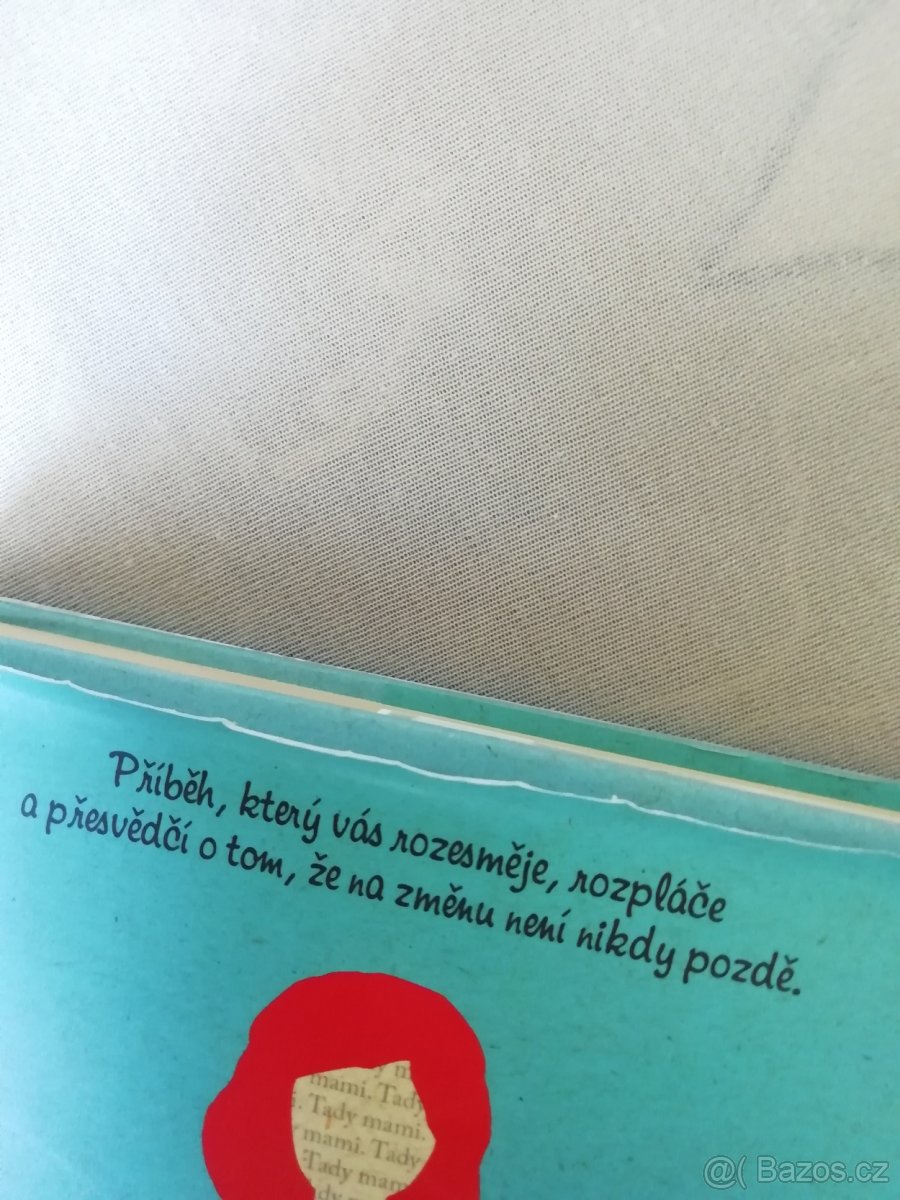 Příběh, který vás rozesměje, rozpláče
a přesvědčí o tom, že na změnu není nikdy pozdě.
mami. Tady
Tady mami.
mami. Tady
Tady mami
@( Bazos.cz